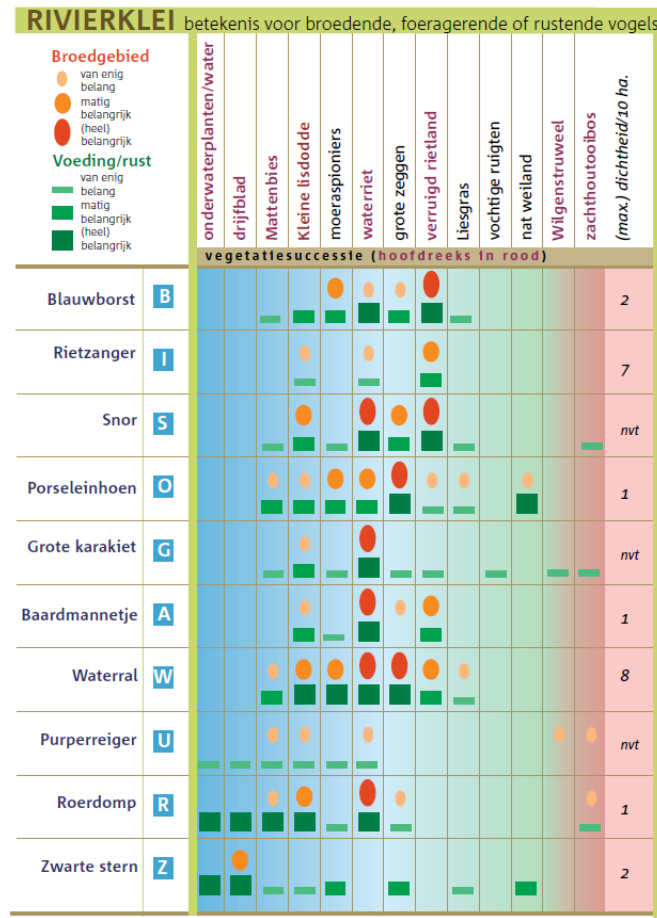 RIVIERKLEI betekenis voor broedende, foeragerende of rustende vogels
Broedgebied
van enig
belang
matig
belangrijk
(heel)
belangrijk
Voeding/rust
van enig
belang
matig
belangrijk
(heel)
belangrijk
onderwaterplanten/water
drijfblad
Mattenbies
Kleine lisdodde
moeraspioniers
waterriet
grote zeggen
verruigd rietland
Liesgras
vochtige ruigten
nat weiland
Wilgenstruweel
zachthoutooibos
(max.) dichtheid/10 ha.
vegetatiesuccessie (hoofdreeks in rood)
Blauwborst B 2
Rietzanger I 7
Snor S nvt
Porseleinhoen O 1
Grote karakiet G nvt
Baardmannetje A 1
Waterral W 8
Purperreiger U nvt
Roerdomp R 1
Zwarte stern Z 2